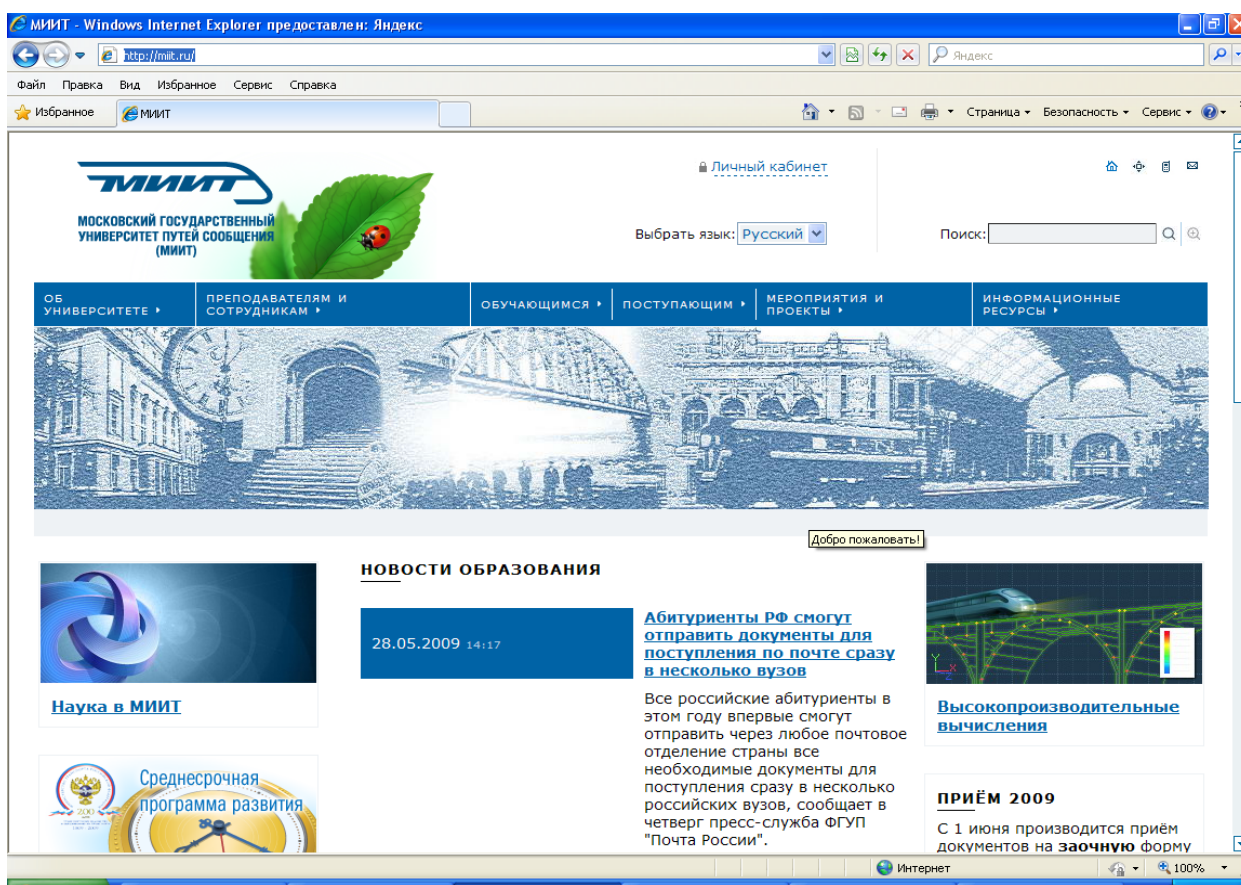 МИИТ - Windows Internet Explorer предоставлен: Яндекс
http://miit.ru/
Яндекс
Файл Правка Вид Избранное Сервис Справка
Избранное
МИИТ
Страница Безопасность Сервис
МИИТ
МОСКОВСКИЙ ГОСУДАРСТВЕННЫЙ
УНИВЕРСИТЕТ ПУТЕЙ СООБЩЕНИЯ
(МИИТ)
Личный кабинет
Выбрать язык: Русский
Поиск:
ОБ
УНИВЕРСИТЕТЕ
ПРЕПОДАВАТЕЛЯМ И
СОТРУДНИКАМ
ОБУЧАЮЩИМСЯ
ПОСТУПАЮЩИМ
МЕРОПРИЯТИЯ И
ПРОЕКТЫ
ИНФОРМАЦИОННЫЕ
РЕСУРСЫ
Добро пожаловать!
Наука в МИИТ
Среднесрочная
программа развития
НОВОСТИ ОБРАЗОВАНИЯ
28.05.2009 14:17
Абитуриенты РФ смогут
отправить документы для
поступления по почте сразу
в несколько вузов
Все российские абитуриенты в
этом году впервые смогут
отправить через любое почтовое
отделение страны все
необходимые документы для
поступления сразу в несколько
российских вузов, сообщает в
четверг пресс-служба ФГУП
"Почта России".
Высокопроизводительные
вычисления
ПРИЁМ 2009
С 1 июня производится приём
документов на заочную форму
Интернет
100%